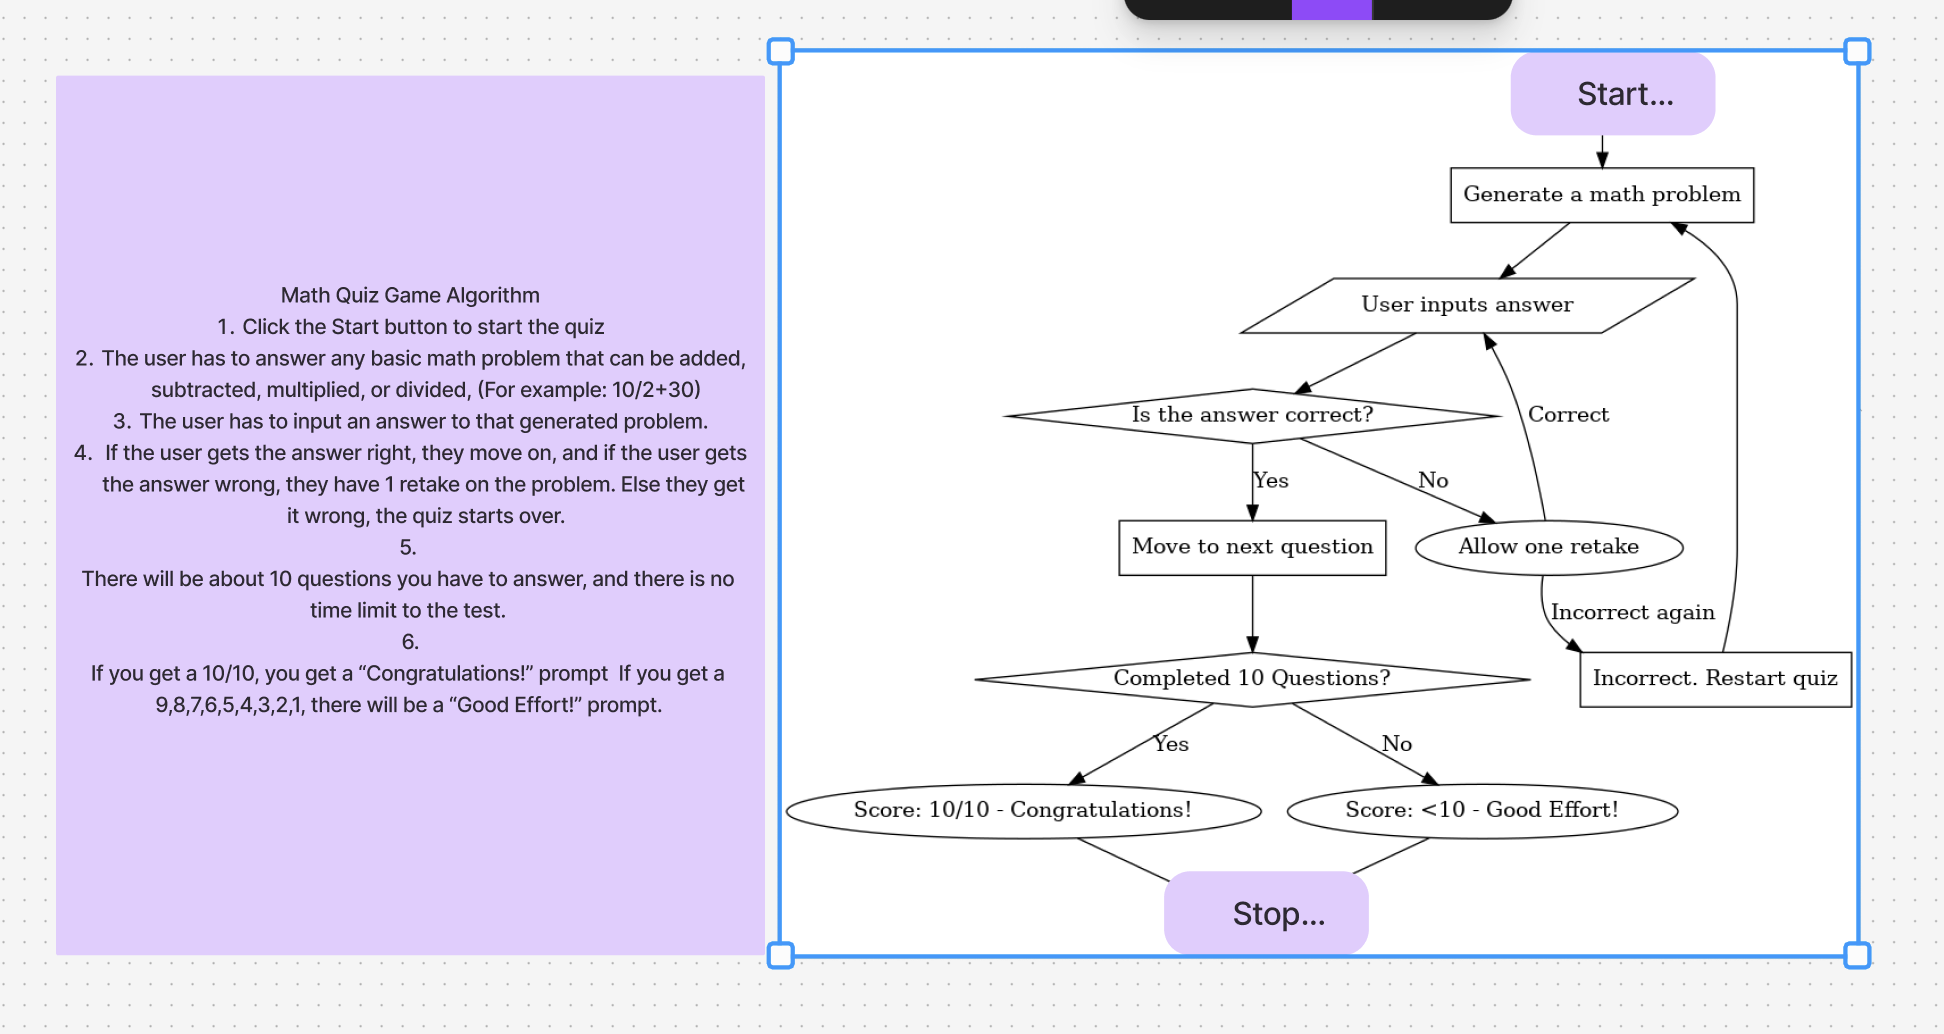 Math Quiz Game Algorithm
1. Click the Start button to start the quiz
2. The user has to answer any basic math problem that can be added,
subtracted, multiplied, or divided, (For example: 10/2+30)
3. The user has to input an answer to that generated problem.
4. If the user gets the answer right, they move on, and if the user gets
the answer wrong, they have 1 retake on the problem. Else they get
it wrong, the quiz starts over.
5.
There will be about 10 questions you have to answer, and there is no
time limit to the test.
6.
If you get a 10/10, you get a “Congratulations!” prompt  If you get a
9,8,7,6,5,4,3,2,1, there will be a “Good Effort!” prompt.
Start...
Generate a math problem
User inputs answer
Is the answer correct?
Correct
Yes
No
Move to next question
Allow one retake
Incorrect again
Completed 10 Questions?
Incorrect. Restart quiz
Yes
No
Score: 10/10 - Congratulations!
Score: <10 - Good Effort!
Stop...